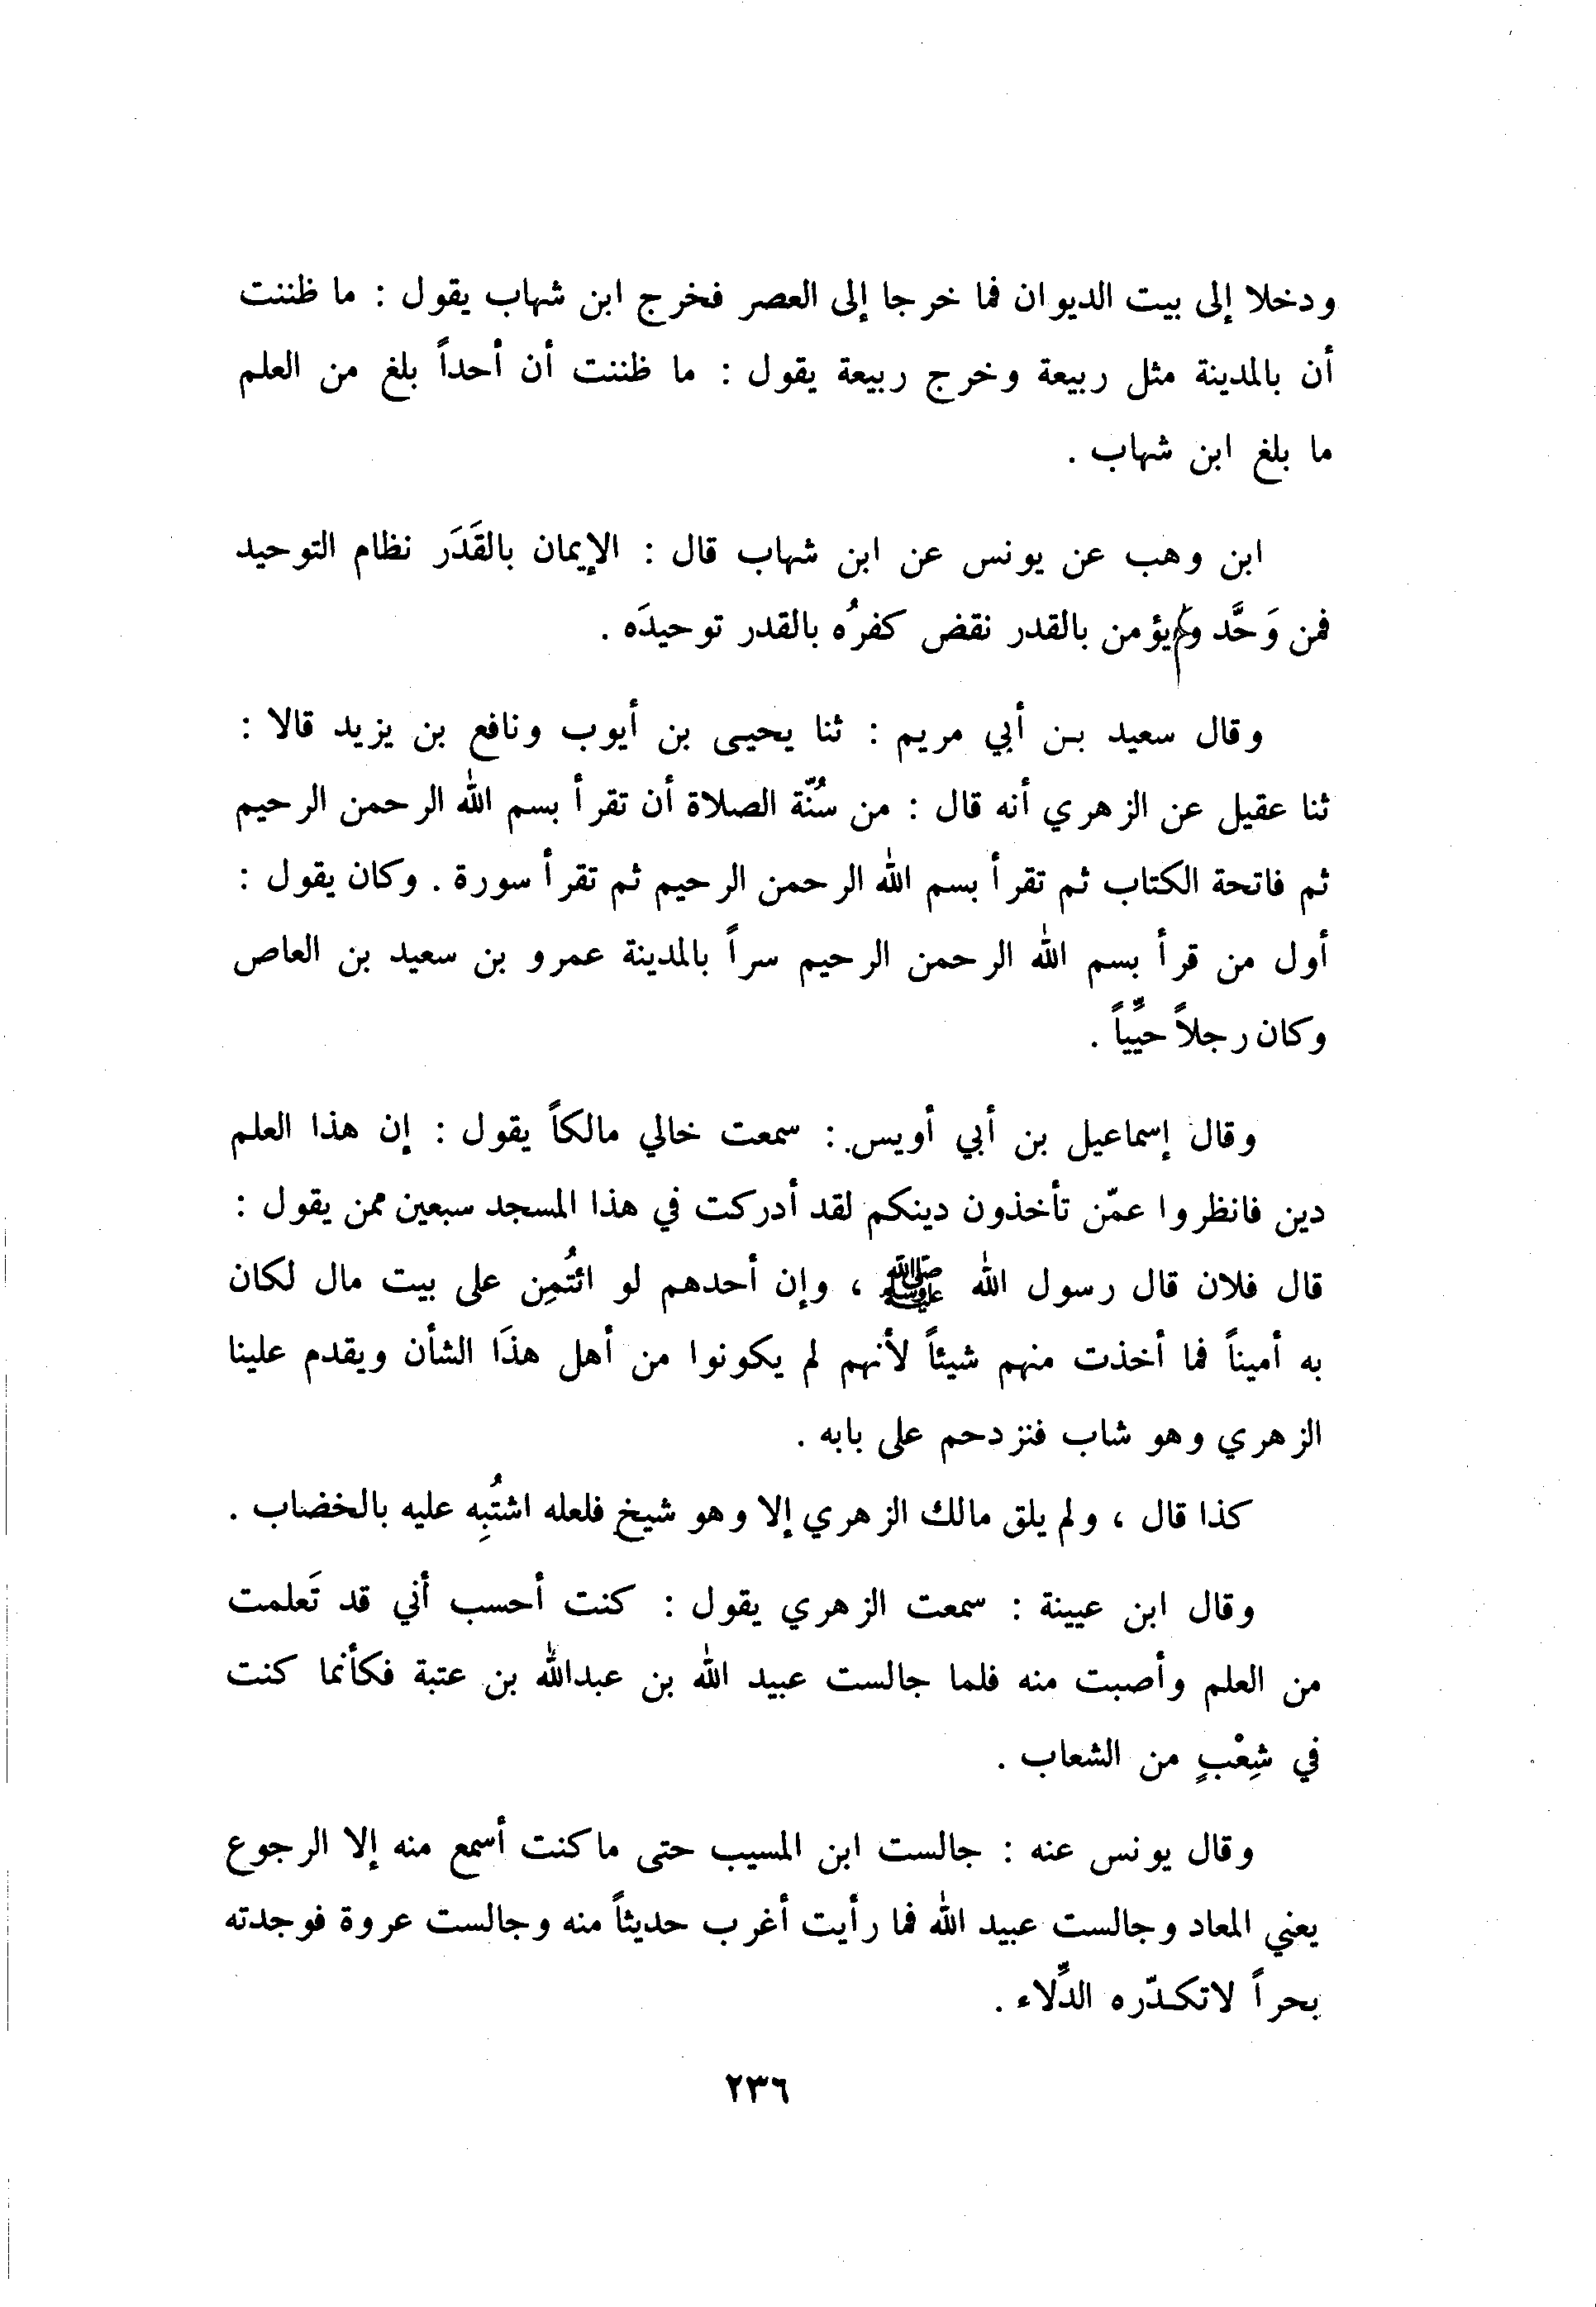 ودخلا إلى بيت الديوان فما خرجا إلى العصر فخرج ابن شهاب يقول : ما ظننت
أن بالمدينة مثل ربيعة وخرج ربيعة يقول : ما ظننت أن أحداً بلغ من العلم
ما بلغ ابن شهاب .
ابن وهب عن يونس عن ابن شهاب قال : الإيمان بالقَدَر نظام التوحيد
فمن وَحَّد ولم يؤمن بالقدر نقض كفرُه بالقدر توحيدَه .
وقال سعيد بن أبي مريم : ثنا يحيى بن أيوب ونافع بن يزيد قالا :
ثنا عقيل عن الزهري أنه قال : من سُنّة الصلاة أن تقرأ بسم الله الرحمن الرحيم
ثم فاتحة الكتاب ثم تقرأ بسم الله الرحمن الرحيم ثم تقرأ سورة . وكان يقول :
أول من قرأ بسم الله الرحمن الرحيم سراً بالمدينة عمرو بن سعيد بن العاص
وكان رجلاً حيِّياً .
وقال إسماعيل بن أبي أويس : سمعت خالي مالكاً يقول : إن هذا العلم
دين فانظروا عمّن تأخذون دينكم لقد أدركت في هذا المسجد سبعين ممن يقول :
قال فلان قال رسول الله ﷺ ، وإن أحدهم لو ائتُمِن على بيت مال لكان
به أميناً فما أخذت منهم شيئاً لأنهم لم يكونوا من أهل هذَا الشأن ويقدم علينا
الزهري وهو شاب فنزدحم على بابه .
كذا قال ، ولم يلق مالك الزهري إلا وهو شيخ فلعله اشتُبِه عليه بالخضاب .
وقال ابن عيينة : سمعت الزهري يقول : كنت أحسب أني قد تَعلمت
من العلم وأصبت منه فلما جالست عبيد الله بن عبدالله بن عتبة فكأنما كنت
في شِعْبٍ من الشعاب .
وقال يونس عنه : جالست ابن المسيب حتى ما كنت أسمع منه إلا الرجوع
يعني المعاد وجالست عبيد الله فما رأيت أغرب حديثاً منه وجالست عروة فوجدته
بحراً لاتكدّره الدِّلاء .
٢٣٦